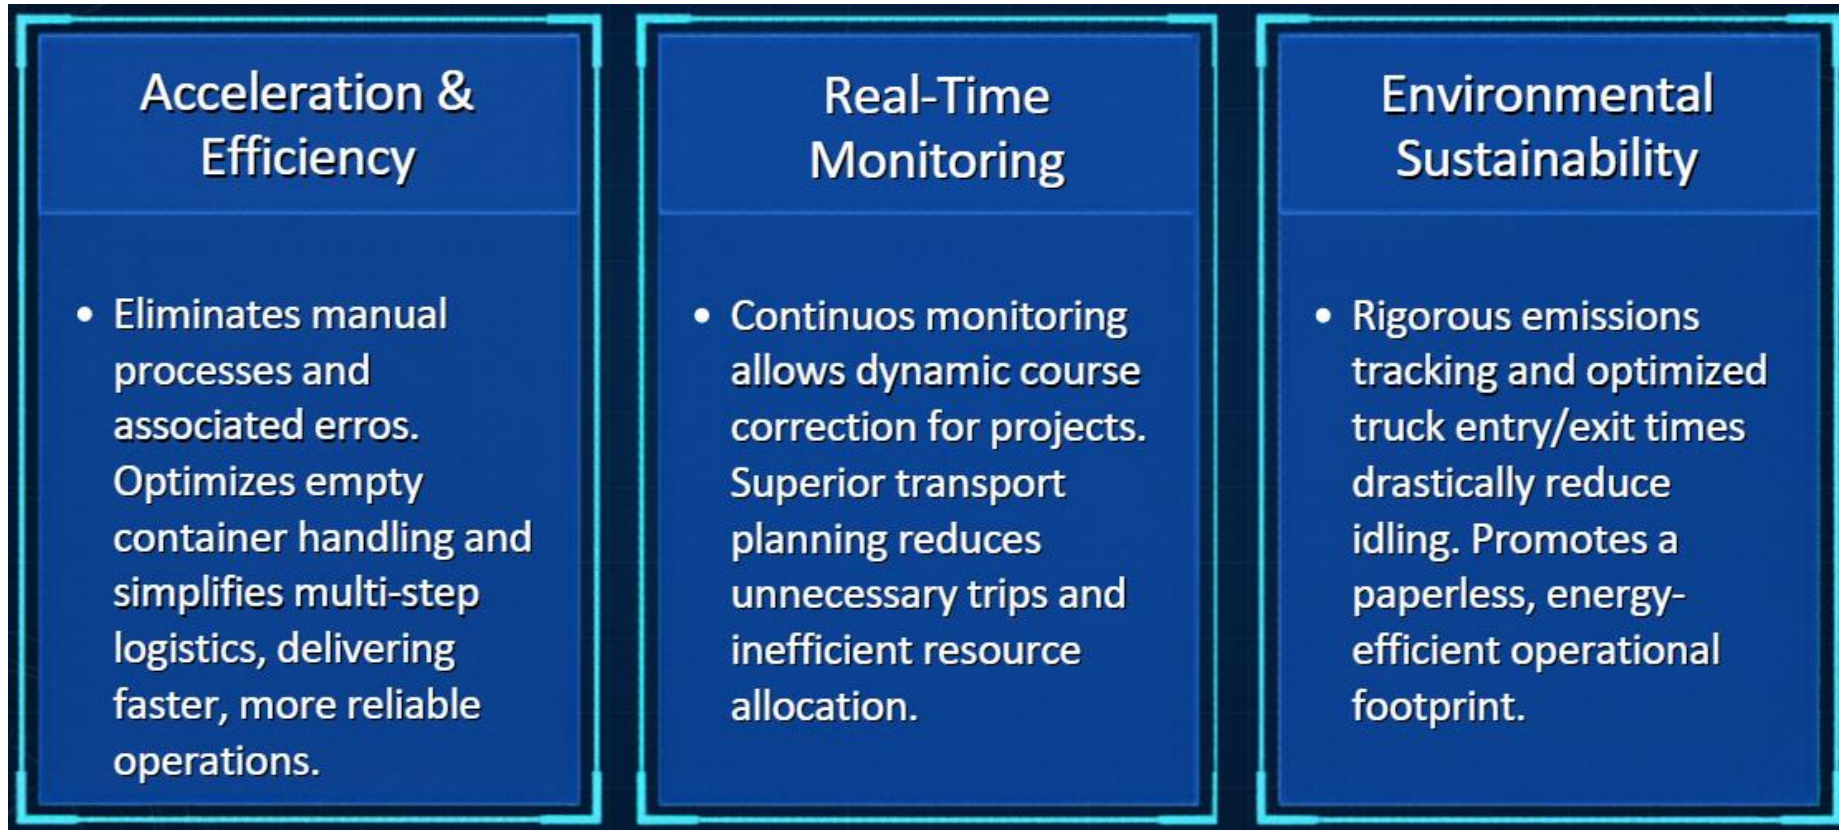 Acceleration &
Efficiency
• Eliminates manual
processes and
associated erros.
Optimizes empty
container handling and
simplifies multi-step
logistics, delivering
faster, more reliable
operations.
Real-Time
Monitoring
• Continuos monitoring
allows dynamic course
correction for projects.
Superior transport
planning reduces
unnecessary trips and
inefficient resource
allocation.
Environmental
Sustainability
• Rigorous emissions
tracking and optimized
truck entry/exit times
drastically reduce
idling. Promotes a
paperless, energy-
efficient operational
footprint.